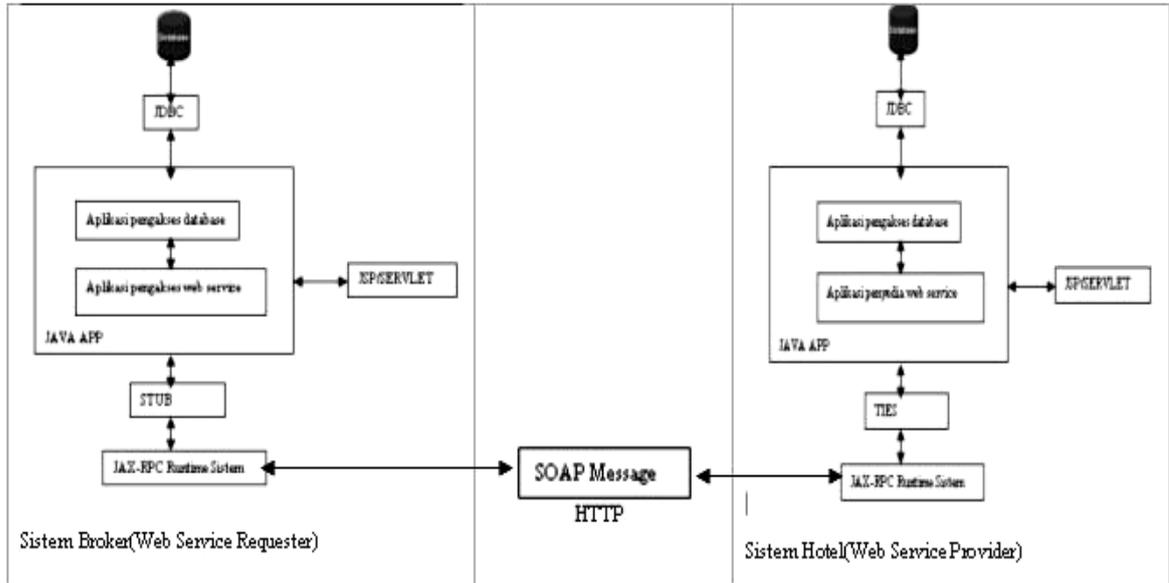 Database
JDBC
Aplikasi pengakses database
Aplikasi pengakses web service
JAVA APP
JSP/SERVLET
STUB
JAX-RPC Runtime Sistem
Sistem Broker(Web Service Requester)
SOAP Message
HTTP
Database
JDBC
Aplikasi pengakses database
Aplikasi penyedia web service
JAVA APP
JSP/SERVLET
TIES
JAX-RPC Runtime Sistem
Sistem Hotel(Web Service Provider)